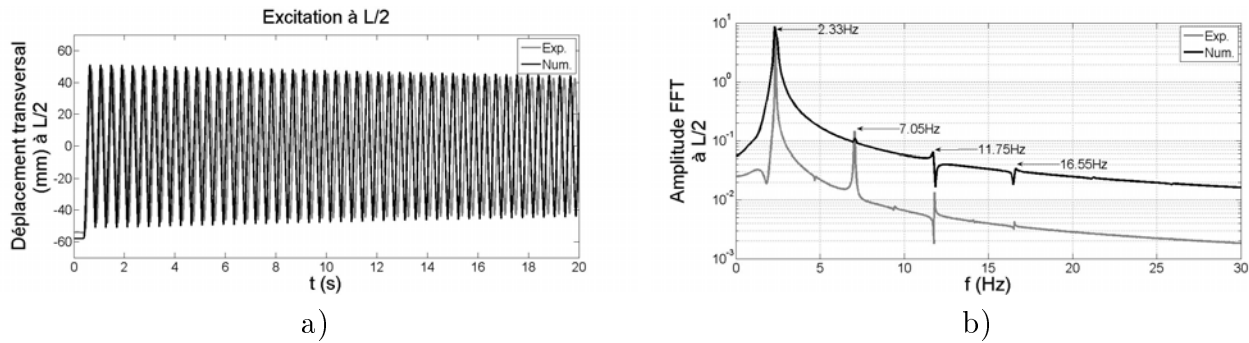 Excitation à L/2
Déplacement transversal
(mm) à L/2
60
40
20
0
-20
-40
-60
0 2 4 6 8 10 12 14 16 18 20
t (s)
Exp.
Num.
a)
Amplitude FFT
à L/2
10^1
10^0
10^-1
10^-2
10^-3
0 5 10 15 20 25 30
f (Hz)
2.33Hz
7.05Hz
11.75Hz
16.55Hz
Exp.
Num.
b)